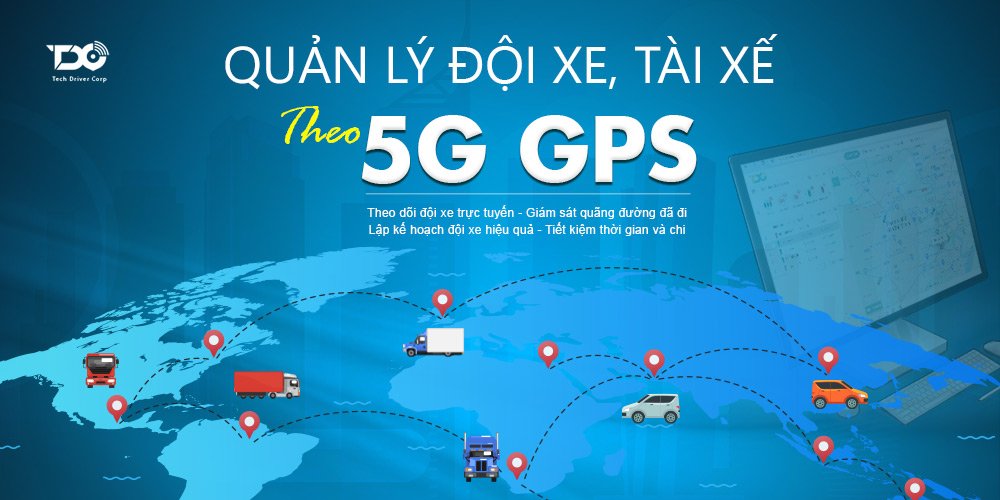 TDC
Tech Driver Corp
QUẢN LÝ ĐỘI XE, TÀI XẾ
Theo 5G GPS
Theo dõi đội xe trực tuyến - Giám sát quãng đường đã đi
Lập kế hoạch đội xe hiệu quả - Tiết kiệm thời gian và chi